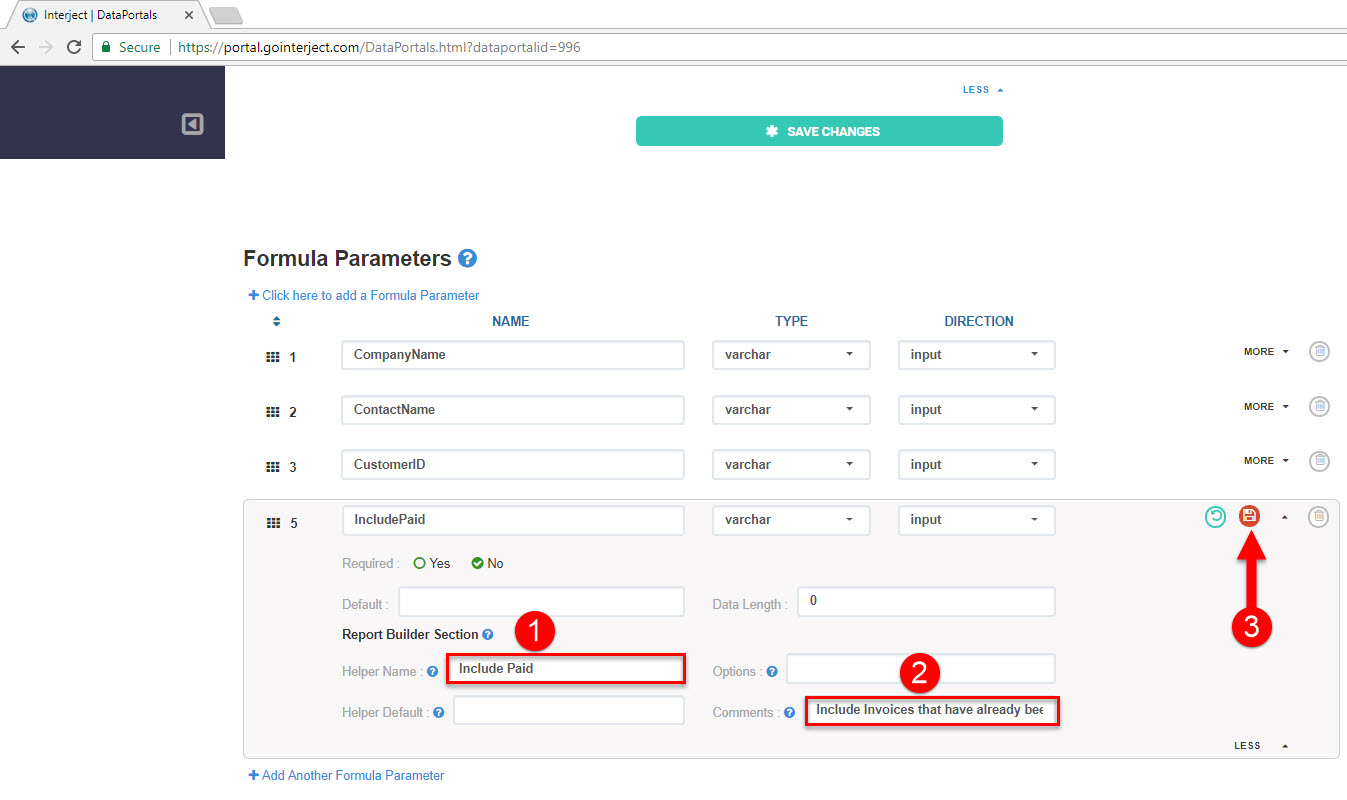 Interject | DataPortals
Secure https://portal.gointerject.com/DataPortals.html?dataportalid=996
LESS
SAVE CHANGES
Formula Parameters ?
+ Click here to add a Formula Parameter
NAME TYPE DIRECTION
1 CompanyName varchar input MORE
2 ContactName varchar input MORE
3 CustomerID varchar input MORE
5 IncludePaid varchar input
Required : Yes No
Default : Data Length : 0
Report Builder Section ? 1
3
Helper Name : ? Include Paid Options : ? 2
Helper Default : ? Comments : ? Include Invoices that have already bee
LESS
+ Add Another Formula Parameter